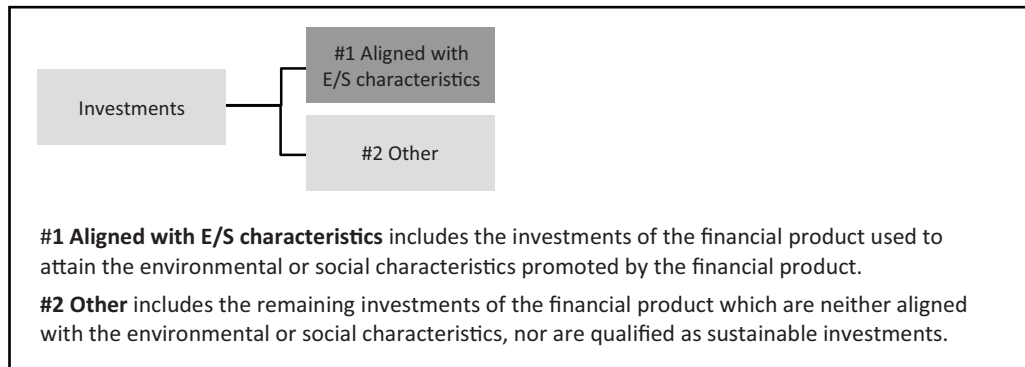 #1 Aligned with
E/S characteristics
Investments
#2 Other
#1 Aligned with E/S characteristics includes the investments of the financial product used to
attain the environmental or social characteristics promoted by the financial product.
#2 Other includes the remaining investments of the financial product which are neither aligned
with the environmental or social characteristics, nor are qualified as sustainable investments.